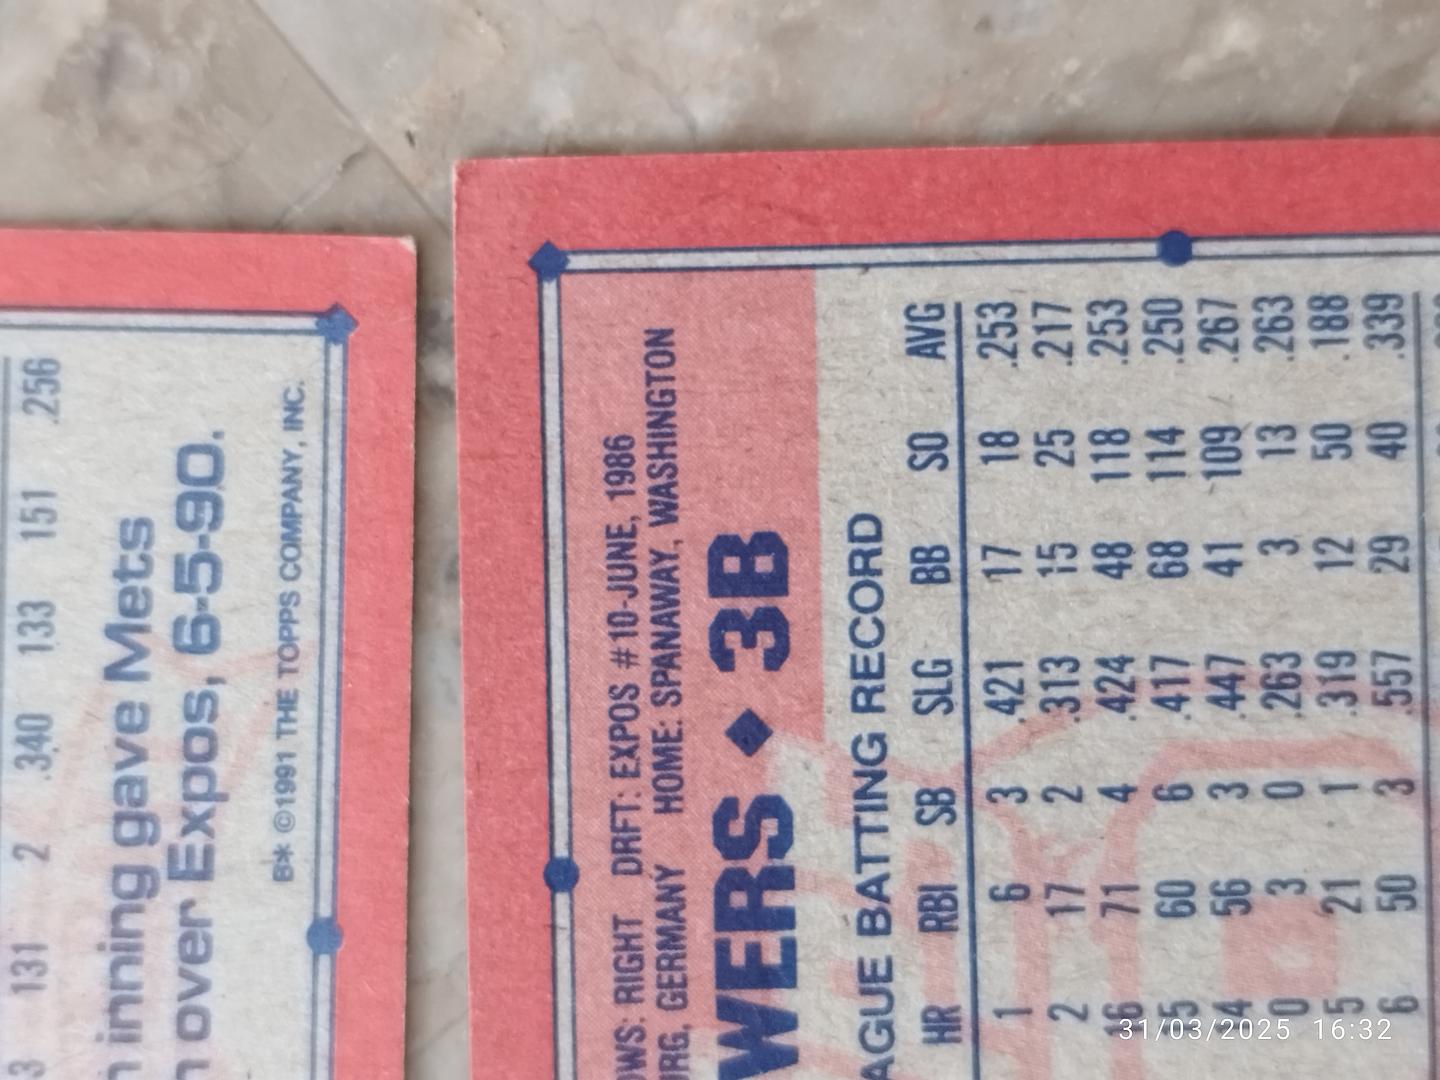 3 131 2 .340 133 151 .256
inning gave Mets
over Expos, 6-5-90.
B* ©1991 THE TOPPS COMPANY, INC.
OWS: RIGHT DRFT: EXPOS #10-JUNE, 1986
URG, GERMANY HOME: SPANAWAY, WASHINGTON
WERS ◆ 3B
AGUE BATTING RECORD
HR RBI SB SLG BB SO AVG
1 6 3 .421 17 18 .253
2 17 2 .313 15 25 .217
16 71 4 .424 48 118 .253
60 6 .417 68 114 .250
56 3 .447 41 109 .267
0 3 0 .263 3 13 .263
5 21 1 .319 12 50 .188
6 50 3 .557 29 40 .339
31/03/2025 16:32